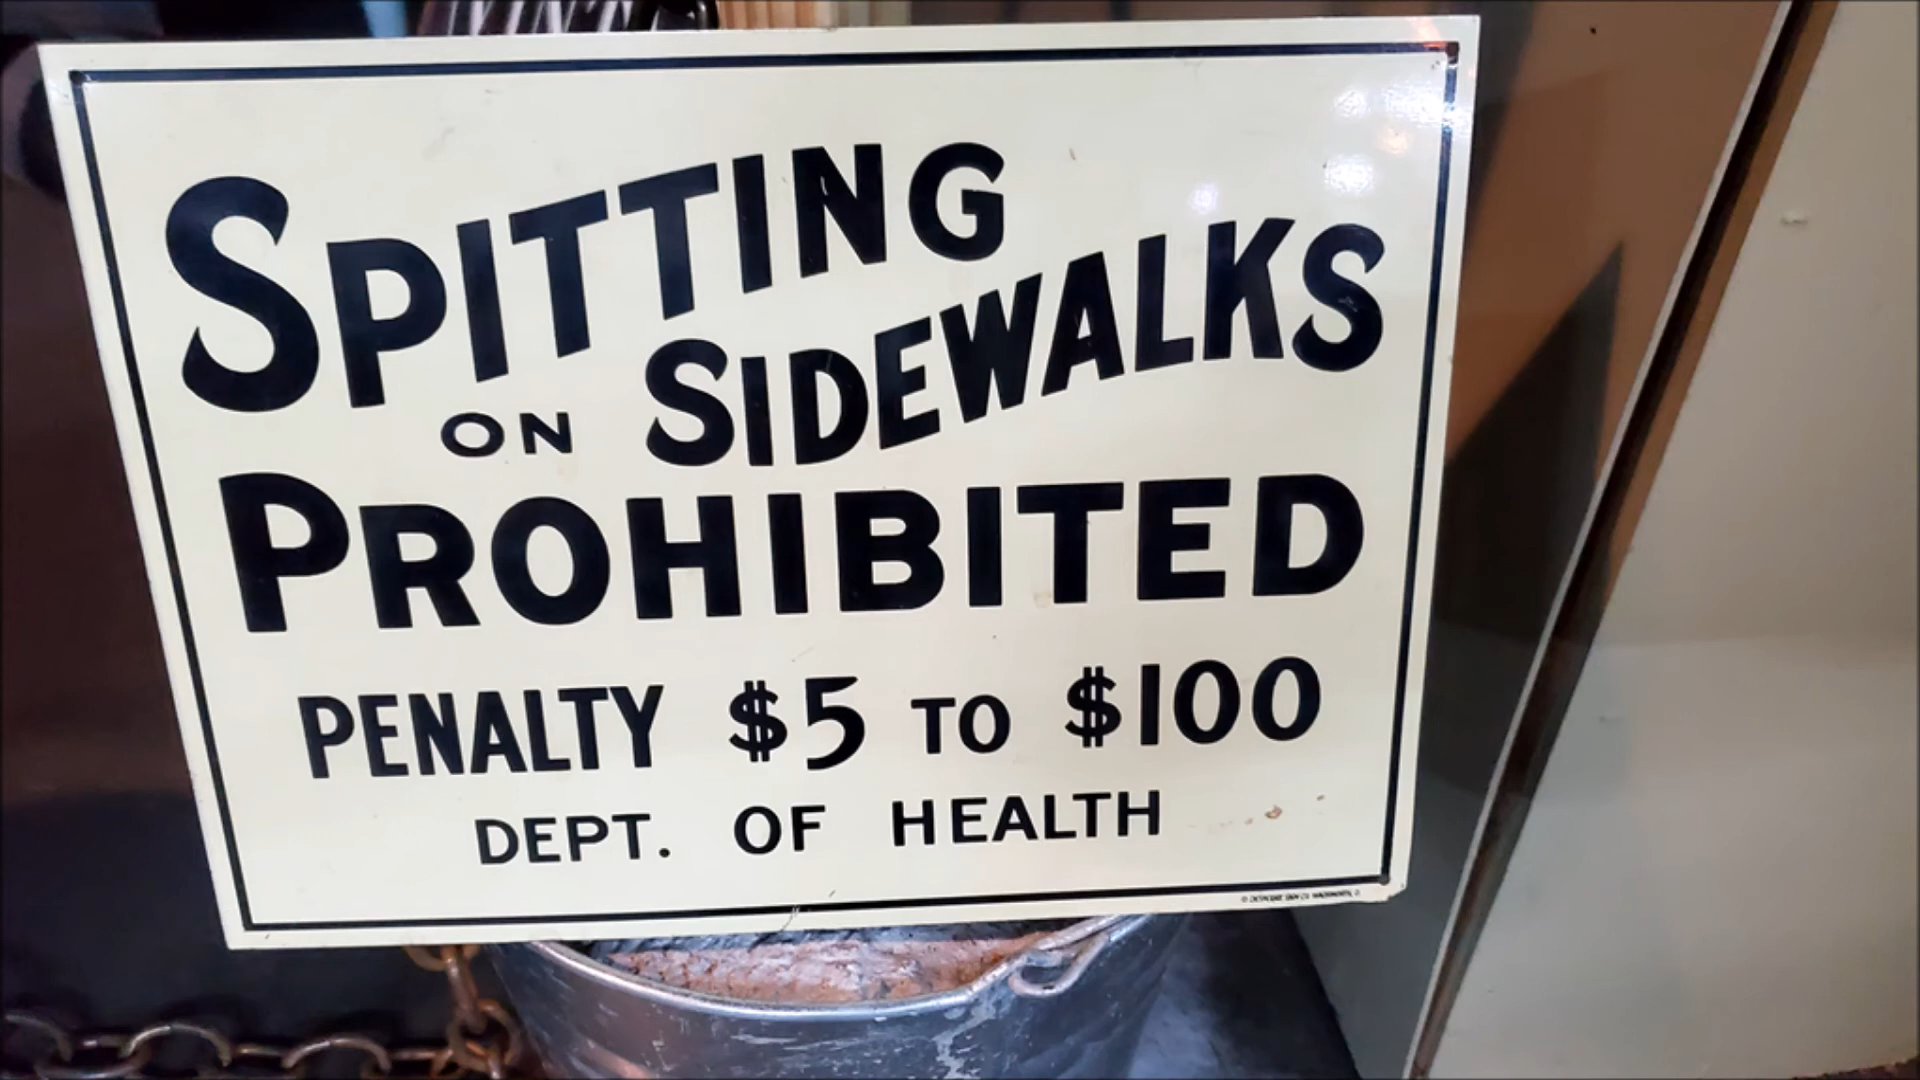 SPITTING
ON SIDEWALKS
PROHIBITED
PENALTY $5 TO $100
DEPT. OF HEALTH